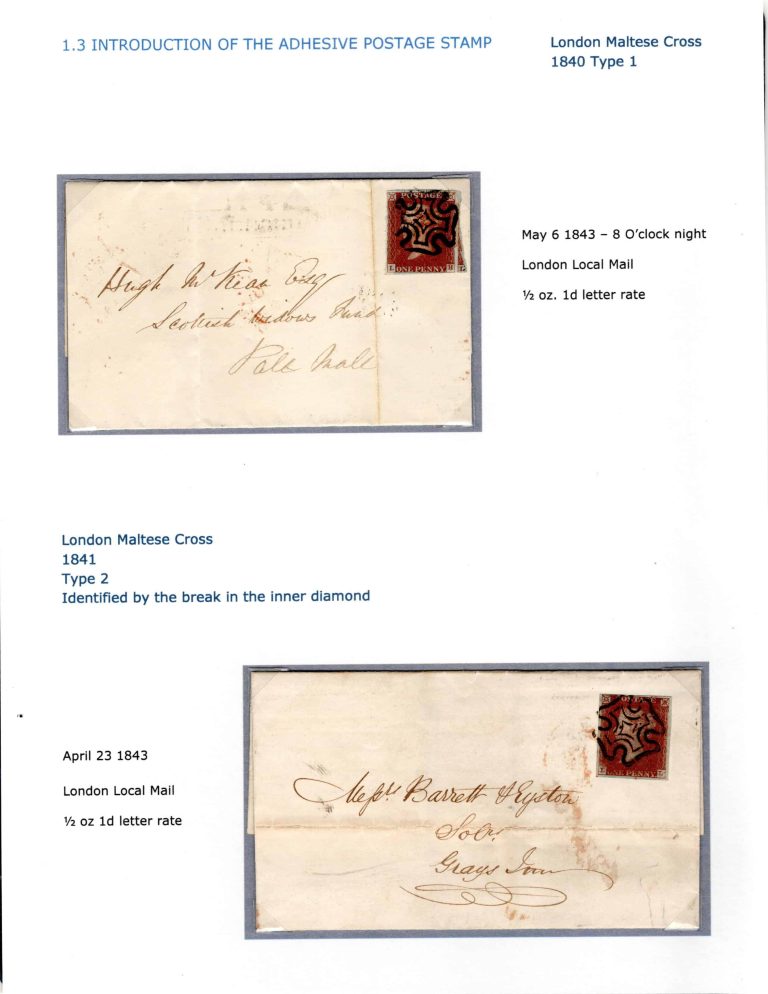 1.3 INTRODUCTION OF THE ADHESIVE POSTAGE STAMP
London Maltese Cross
1840 Type 1
POSTAGE
L ONE PENNY H
Hugh McKean Esq
Scottish Widows Fund
Pall Mall
May 6 1843 – 8 O'clock night
London Local Mail
½ oz. 1d letter rate
London Maltese Cross
1841
Type 2
Identified by the break in the inner diamond
ONE PENNY
Messrs Barrett & Eyston
Solrs
Grays Inn
April 23 1843
London Local Mail
½ oz 1d letter rate